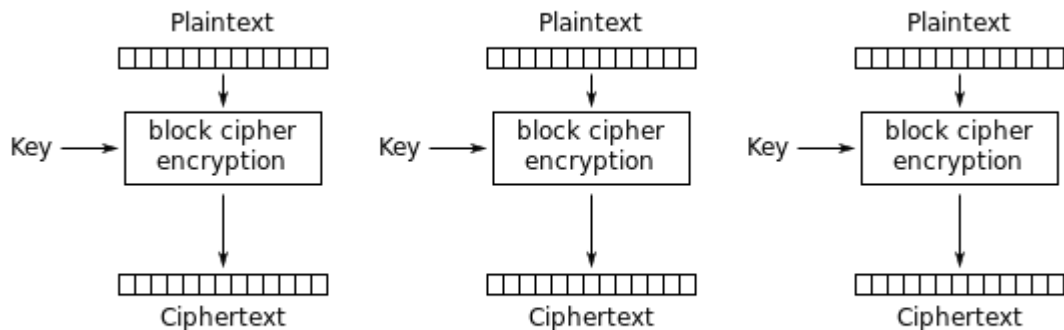 Plaintext Plaintext Plaintext
Key block cipher encryption Key block cipher encryption Key block cipher encryption
Ciphertext Ciphertext Ciphertext